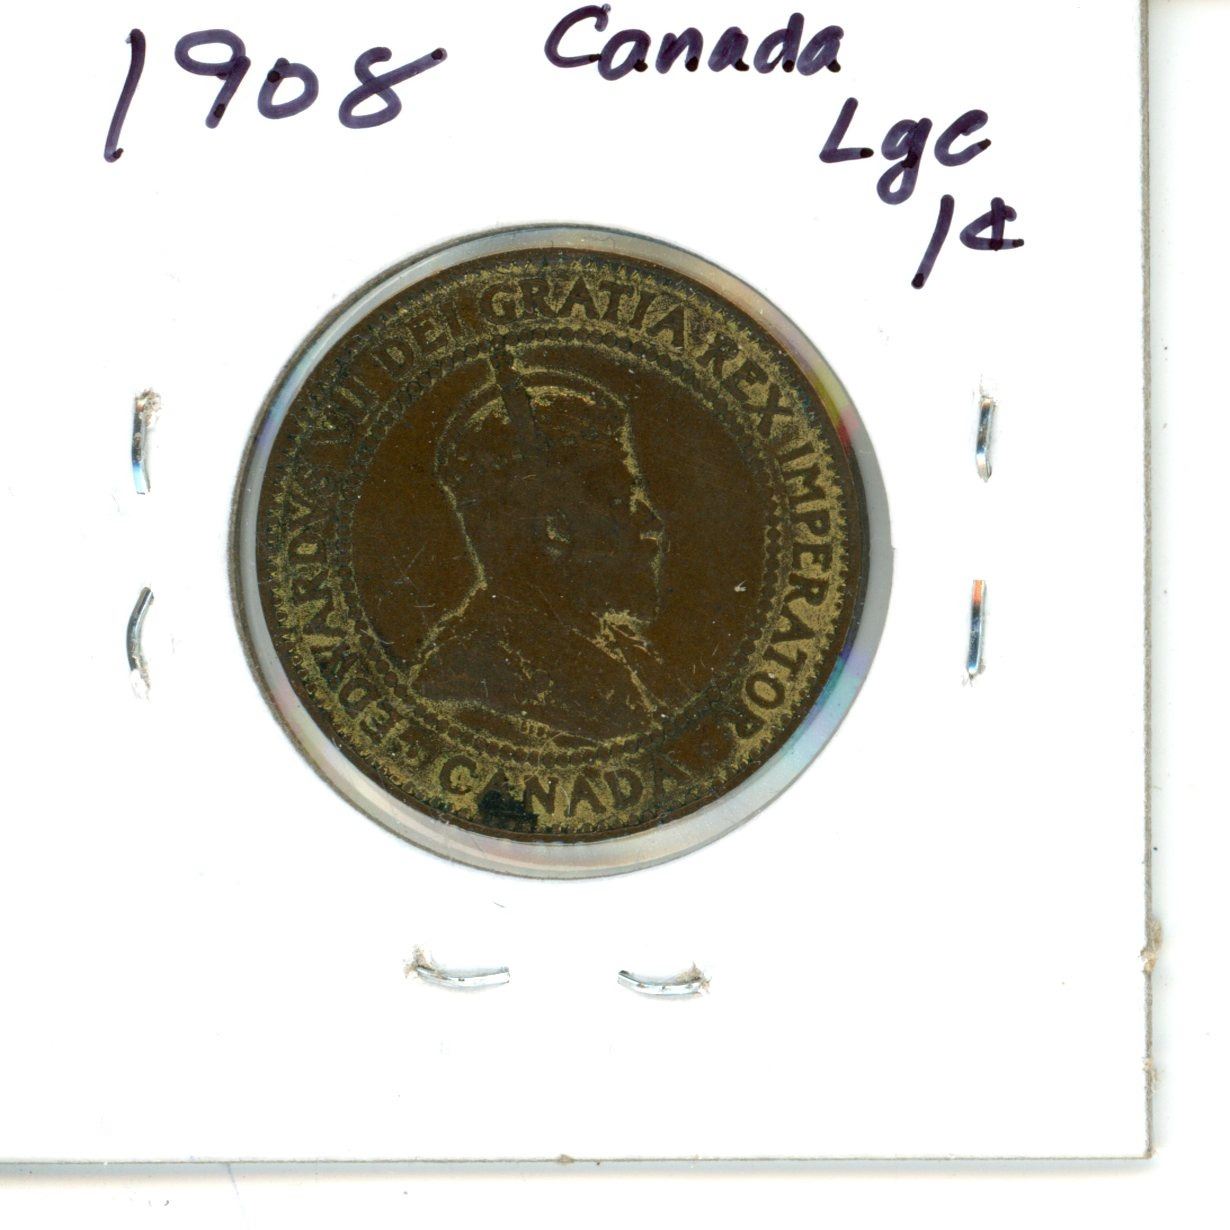 1908 Canada
Lgc
1¢
EDWARDVS VII DEI GRATIA REX IMPERATOR
CANADA